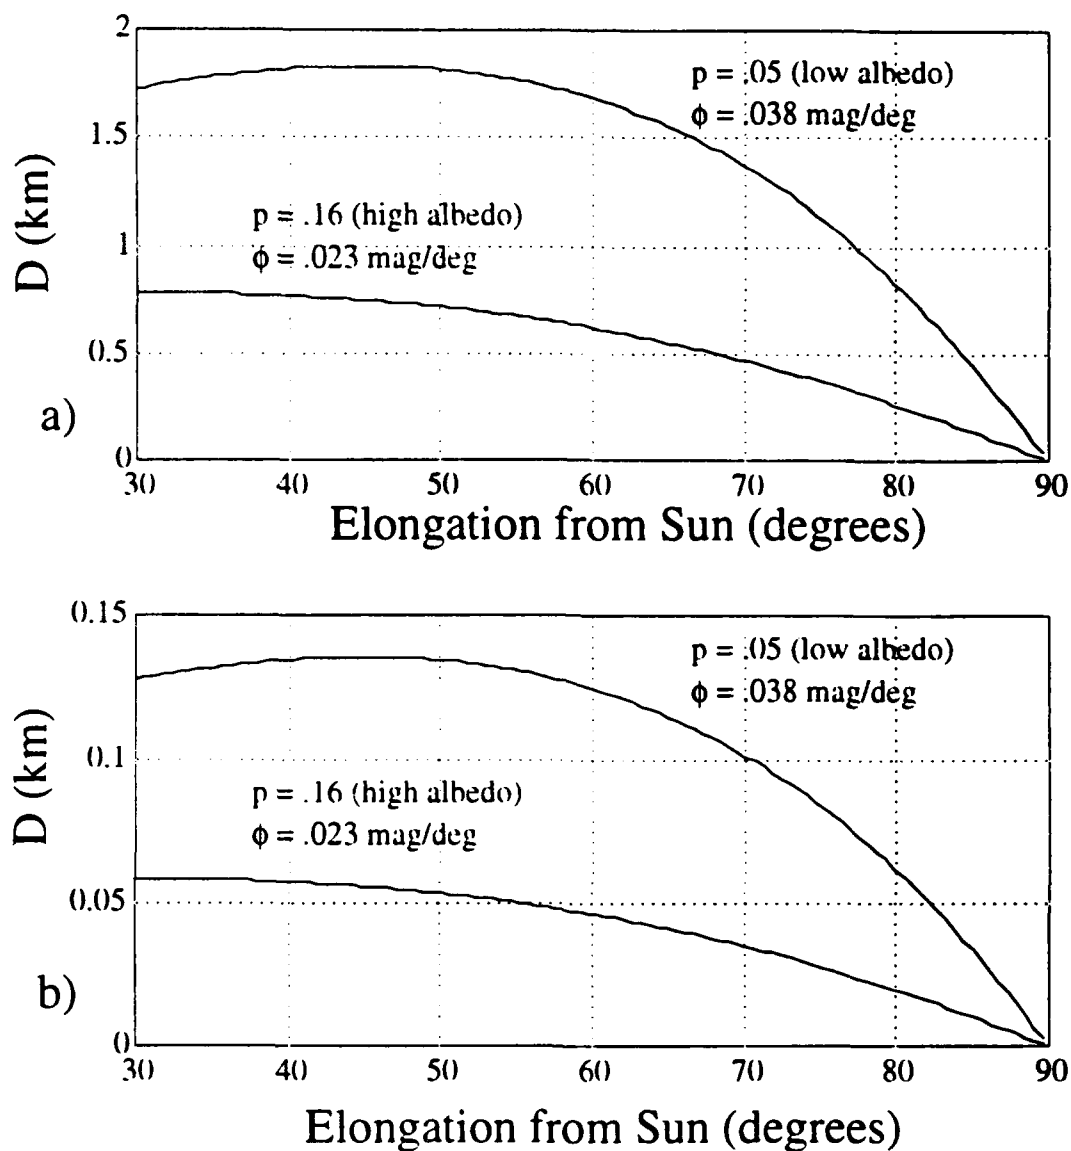 2
p = .05 (low albedo)
ϕ = .038 mag/deg
1.5
D (km)
p = .16 (high albedo)
1
ϕ = .023 mag/deg
0.5
a)
0
30 40 50 60 70 80 90
Elongation from Sun (degrees)
0.15
p = .05 (low albedo)
ϕ = .038 mag/deg
D (km)
0.1
p = .16 (high albedo)
ϕ = .023 mag/deg
0.05
b)
0
30 40 50 60 70 80 90
Elongation from Sun (degrees)